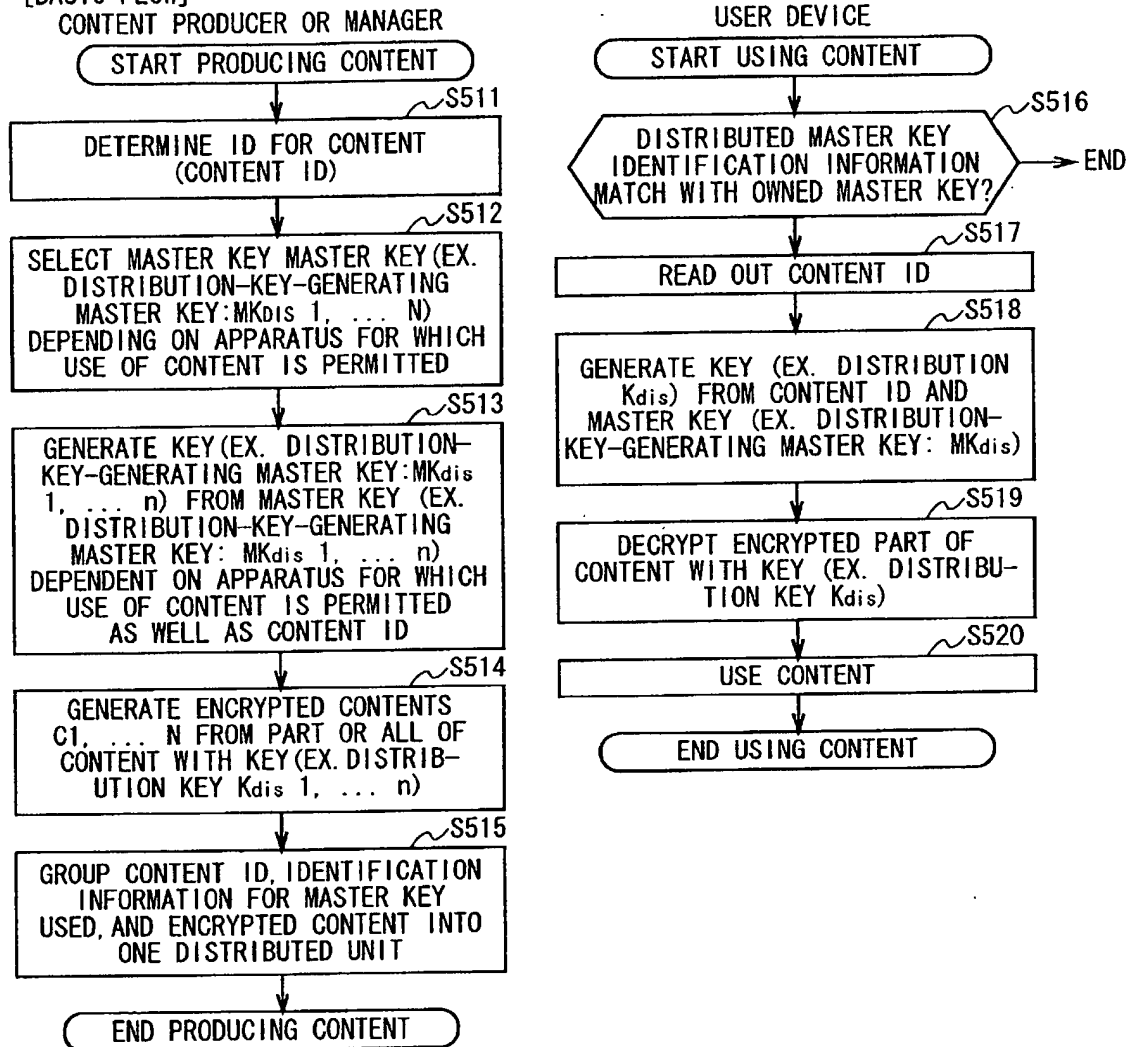 CONTENT PRODUCER OR MANAGER
START PRODUCING CONTENT
S511
DETERMINE ID FOR CONTENT
(CONTENT ID)
S512
SELECT MASTER KEY MASTER KEY(EX.
DISTRIBUTION-KEY-GENERATING
MASTER KEY:MKDIS 1, ... N)
DEPENDING ON APPARATUS FOR WHICH
USE OF CONTENT IS PERMITTED
S513
GENERATE KEY(EX. DISTRIBUTION-
KEY-GENERATING MASTER KEY:MKdis
1, ... n) FROM MASTER KEY (EX.
DISTRIBUTION-KEY-GENERATING
MASTER KEY: MKdis 1, ... n)
DEPENDENT ON APPARATUS FOR WHICH
USE OF CONTENT IS PERMITTED
AS WELL AS CONTENT ID
S514
GENERATE ENCRYPTED CONTENTS
C1, ... N FROM PART OR ALL OF
CONTENT WITH KEY(EX. DISTRIB-
UTION KEY Kdis 1, ... n)
S515
GROUP CONTENT ID, IDENTIFICATION
INFORMATION FOR MASTER KEY
USED, AND ENCRYPTED CONTENT INTO
ONE DISTRIBUTED UNIT
END PRODUCING CONTENT
USER DEVICE
START USING CONTENT
S516
DISTRIBUTED MASTER KEY
IDENTIFICATION INFORMATION
MATCH WITH OWNED MASTER KEY?
END
S517
READ OUT CONTENT ID
S518
GENERATE KEY (EX. DISTRIBUTION
Kdis) FROM CONTENT ID AND
MASTER KEY (EX. DISTRIBUTION-
KEY-GENERATING MASTER KEY: MKdis)
S519
DECRYPT ENCRYPTED PART OF
CONTENT WITH KEY (EX. DISTRIBU-
TION KEY Kdis)
S520
USE CONTENT
END USING CONTENT